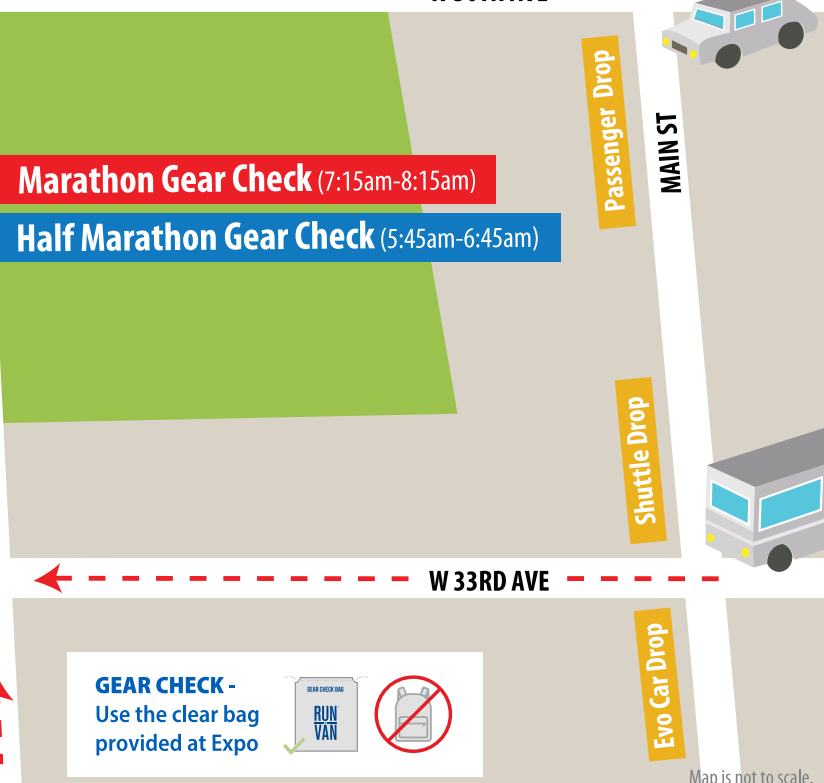 Passenger Drop
MAIN ST
Marathon Gear Check (7:15am-8:15am)
Half Marathon Gear Check (5:45am-6:45am)
Shuttle Drop
W 33RD AVE
Evo Car Drop
GEAR CHECK -
Use the clear bag
provided at Expo
GEAR CHECK BAG
RUN
VAN
Map is not to scale.